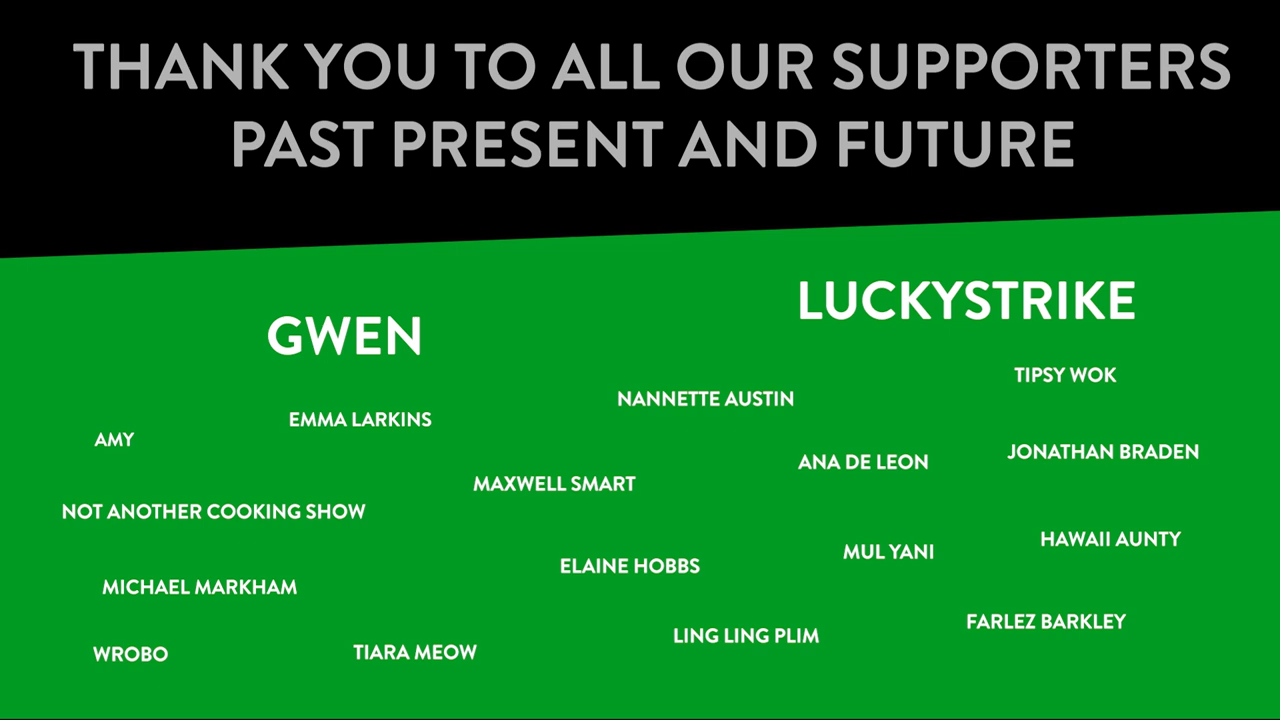 THANK YOU TO ALL OUR SUPPORTERS
PAST PRESENT AND FUTURE
LUCKYSTRIKE
GWEN
TIPSY WOK
NANNETTE AUSTIN
EMMA LARKINS
AMY
JONATHAN BRADEN
ANA DE LEON
MAXWELL SMART
NOT ANOTHER COOKING SHOW
HAWAII AUNTY
MUL YANI
ELAINE HOBBS
MICHAEL MARKHAM
FARLEZ BARKLEY
LING LING PLIM
TIARA MEOW
WROBO